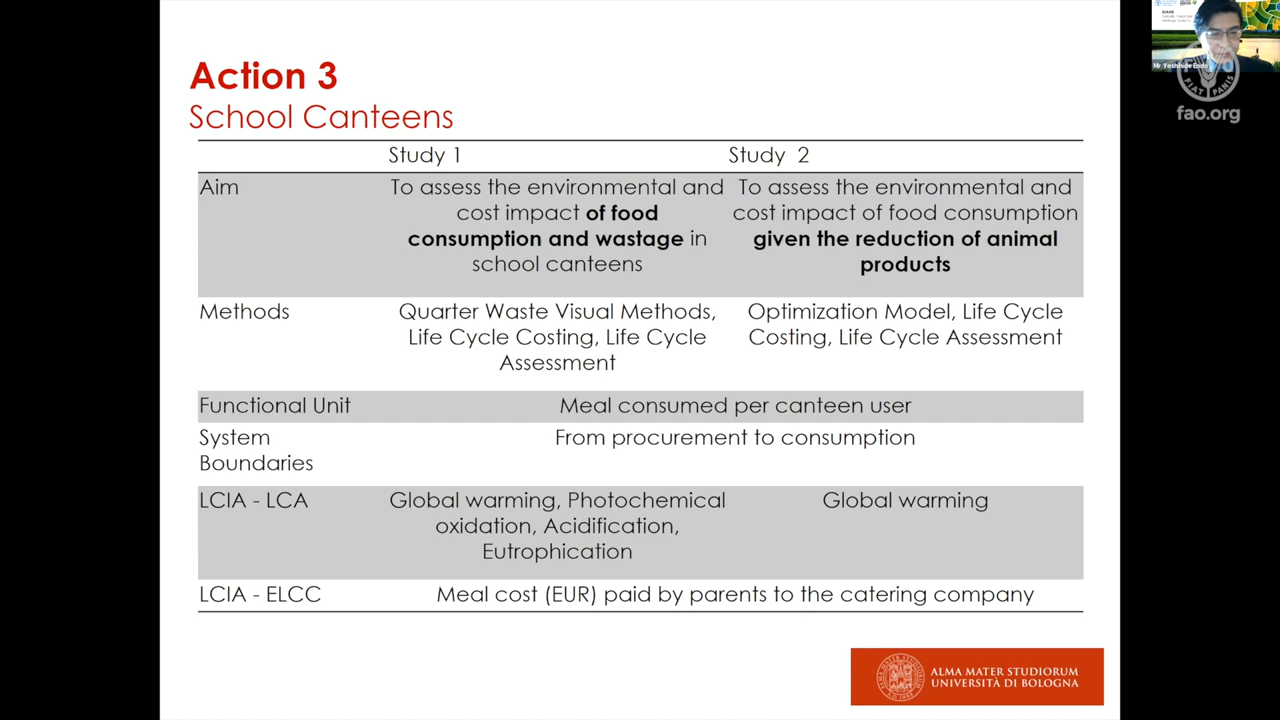 Action 3
School Canteens
Study 1 Study 2
Aim
To assess the environmental and
cost impact of food
consumption and wastage in
school canteens
To assess the environmental and
cost impact of food consumption
given the reduction of animal
products
Methods
Quarter Waste Visual Methods,
Life Cycle Costing, Life Cycle
Assessment
Optimization Model, Life Cycle
Costing, Life Cycle Assessment
Functional Unit
Meal consumed per canteen user
System
Boundaries
From procurement to consumption
LCIA - LCA
Global warming, Photochemical
oxidation, Acidification,
Eutrophication
Global warming
LCIA - ELCC
Meal cost (EUR) paid by parents to the catering company
ALMA MATER STUDIORUM
UNIVERSITÀ DI BOLOGNA
Mr Yoshihide Endo
FIAT PANIS
fao.org